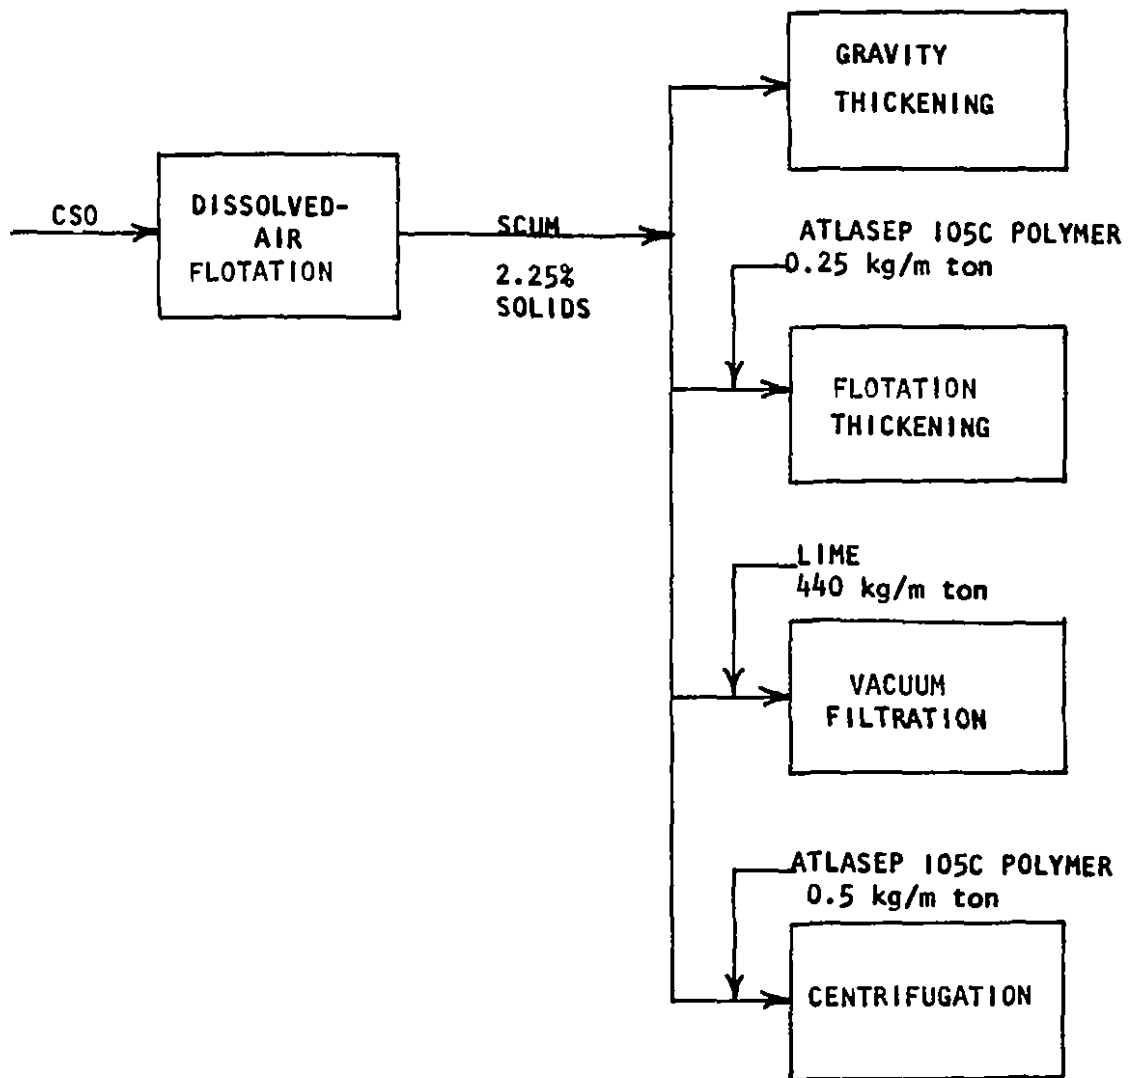 GRAVITY
THICKENING
CSO
DISSOLVED-
AIR
FLOTATION
SCUM
2.25%
SOLIDS
ATLASEP 105C POLYMER
0.25 kg/m ton
FLOTATION
THICKENING
LIME
440 kg/m ton
VACUUM
FILTRATION
ATLASEP 105C POLYMER
0.5 kg/m ton
CENTRIFUGATION